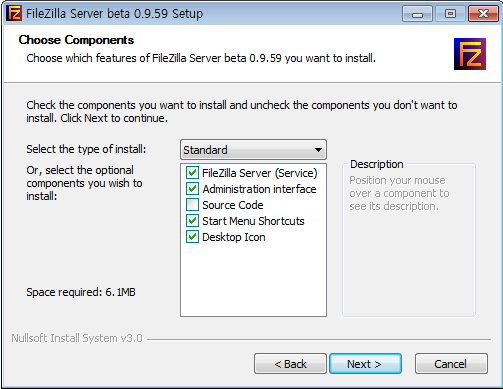 FileZilla Server beta 0.9.59 Setup
Choose Components
Choose which features of FileZilla Server beta 0.9.59 you want to install.
Check the components you want to install and uncheck the components you don't want to
install. Click Next to continue.
Select the type of install:
Standard
Or, select the optional
components you wish to
install:
FileZilla Server (Service)
Administration interface
Source Code
Start Menu Shortcuts
Desktop Icon
Description
Position your mouse
over a component to
see its description.
Space required: 6.1MB
Nullsoft Install System v3.0
< Back
Next >
Cancel